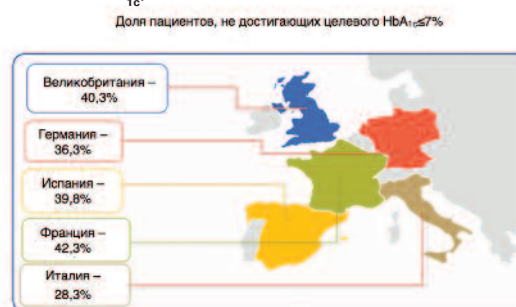 1c.
Доля пациентов, не достигающих целевого HbA₁c≤7%
Великобритания –
40,3%
Германия –
36,3%
Испания –
39,8%
Франция –
42,3%
Италия –
28,3%